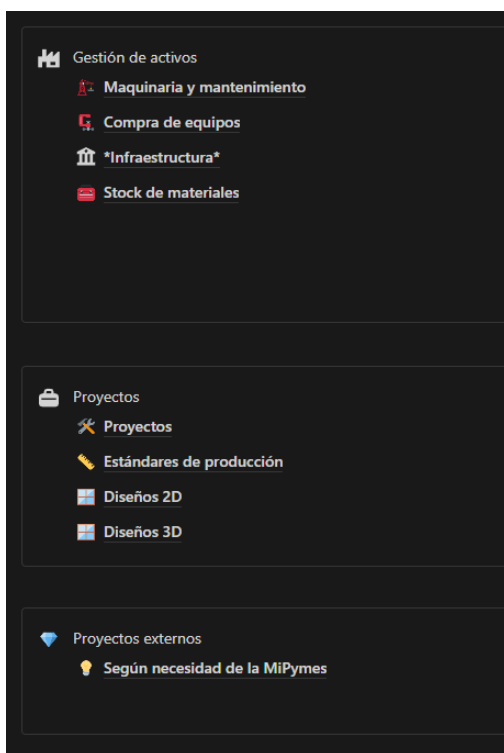 Gestión de activos
Maquinaria y mantenimiento
Compra de equipos
*Infraestructura*
Stock de materiales
Proyectos
Proyectos
Estándares de producción
Diseños 2D
Diseños 3D
Proyectos externos
Según necesidad de la MiPymes